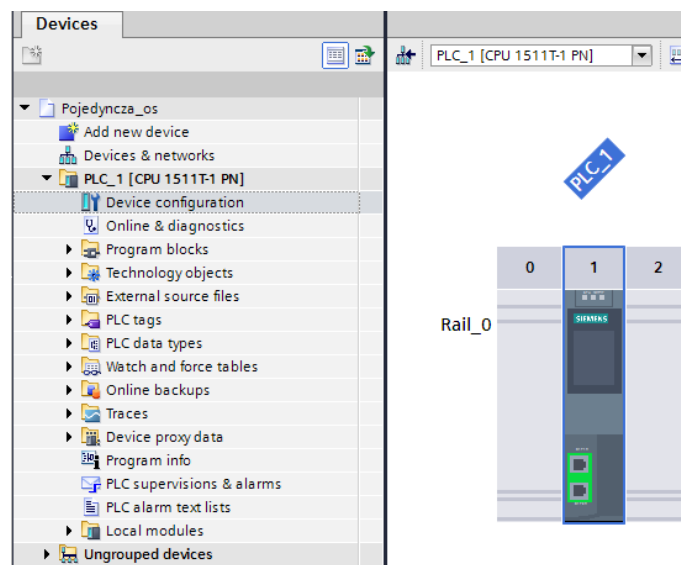 Devices
PLC_1 [CPU 1511T-1 PN]
Pojedyncza_os
Add new device
Devices & networks
PLC_1 [CPU 1511T-1 PN]
Device configuration
Online & diagnostics
Program blocks
Technology objects
External source files
PLC tags
PLC data types
Watch and force tables
Online backups
Traces
Device proxy data
Program info
PLC supervisions & alarms
PLC alarm text lists
Local modules
Ungrouped devices
PLC_1
0 1 2
Rail_0
SIEMENS